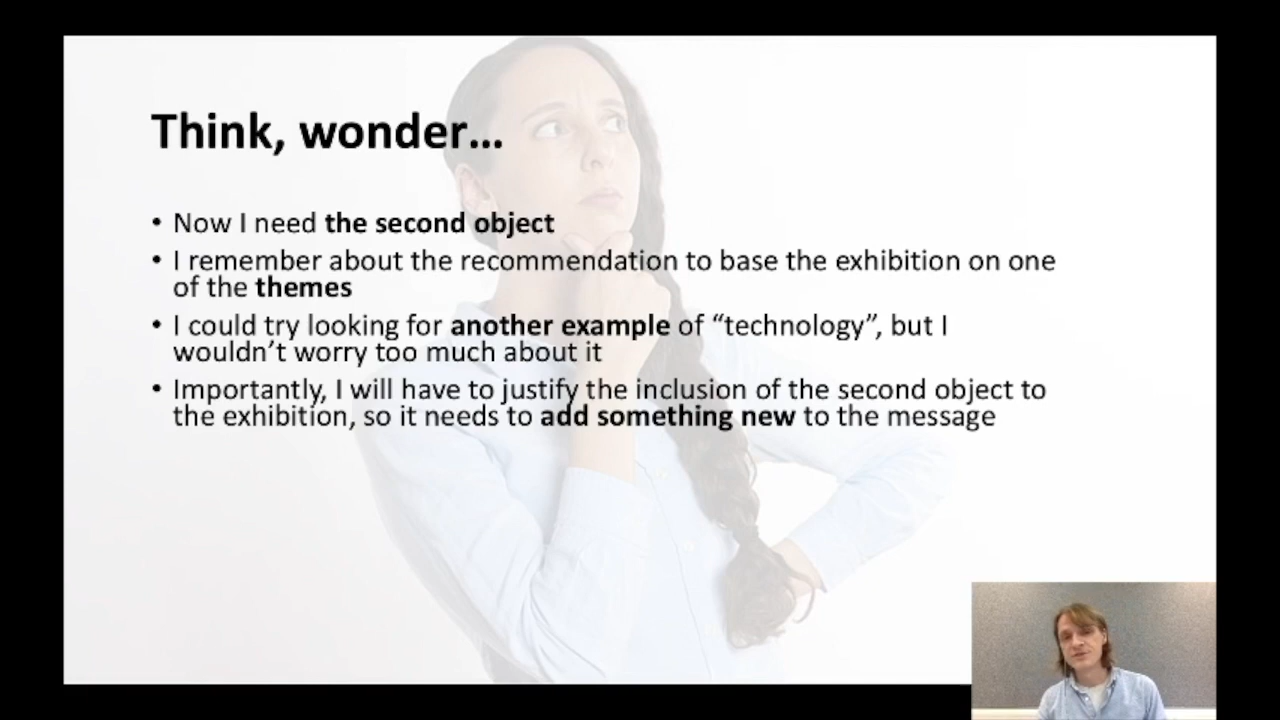 Think, wonder…
• Now I need the second object
• I remember about the recommendation to base the exhibition on one
of the themes
• I could try looking for another example of “technology”, but I
wouldn’t worry too much about it
• Importantly, I will have to justify the inclusion of the second object to
the exhibition, so it needs to add something new to the message